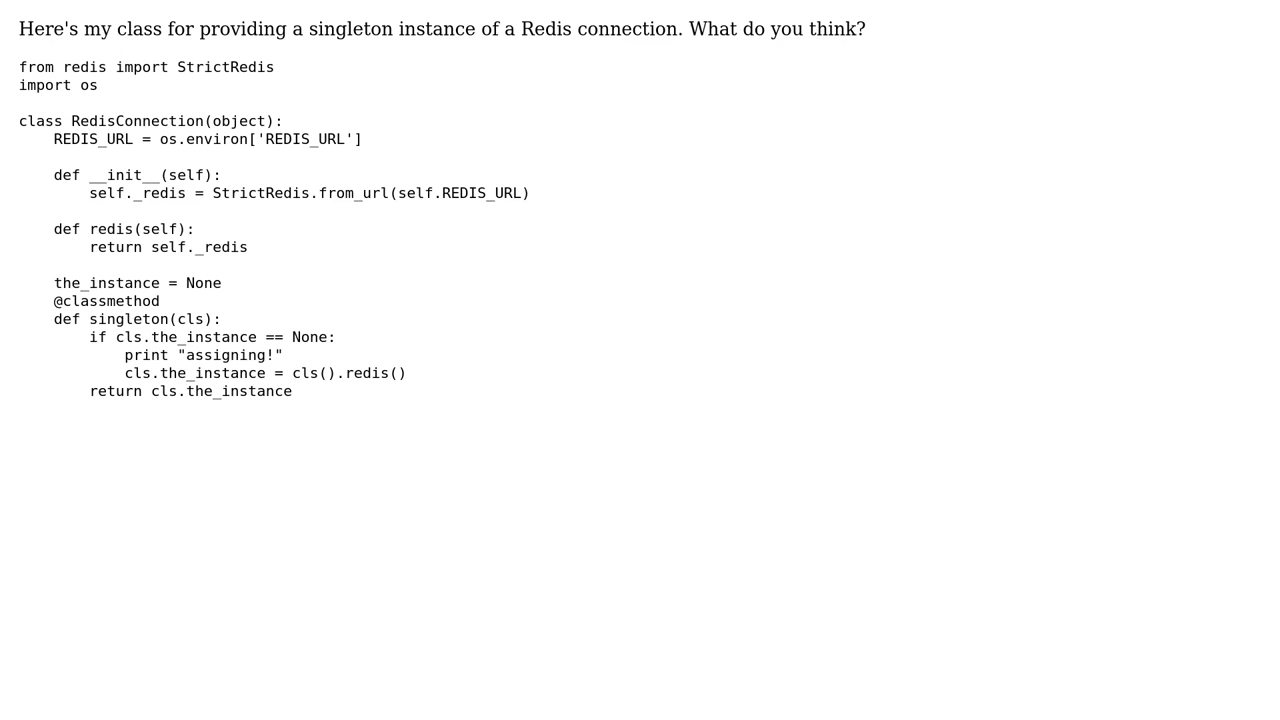 Here's my class for providing a singleton instance of a Redis connection. What do you think?
from redis import StrictRedis
import os
class RedisConnection(object):
    REDIS_URL = os.environ['REDIS_URL']
    def __init__(self):
        self._redis = StrictRedis.from_url(self.REDIS_URL)
    def redis(self):
        return self._redis
    the_instance = None
    @classmethod
    def singleton(cls):
        if cls.the_instance == None:
            print "assigning!"
            cls.the_instance = cls().redis()
        return cls.the_instance